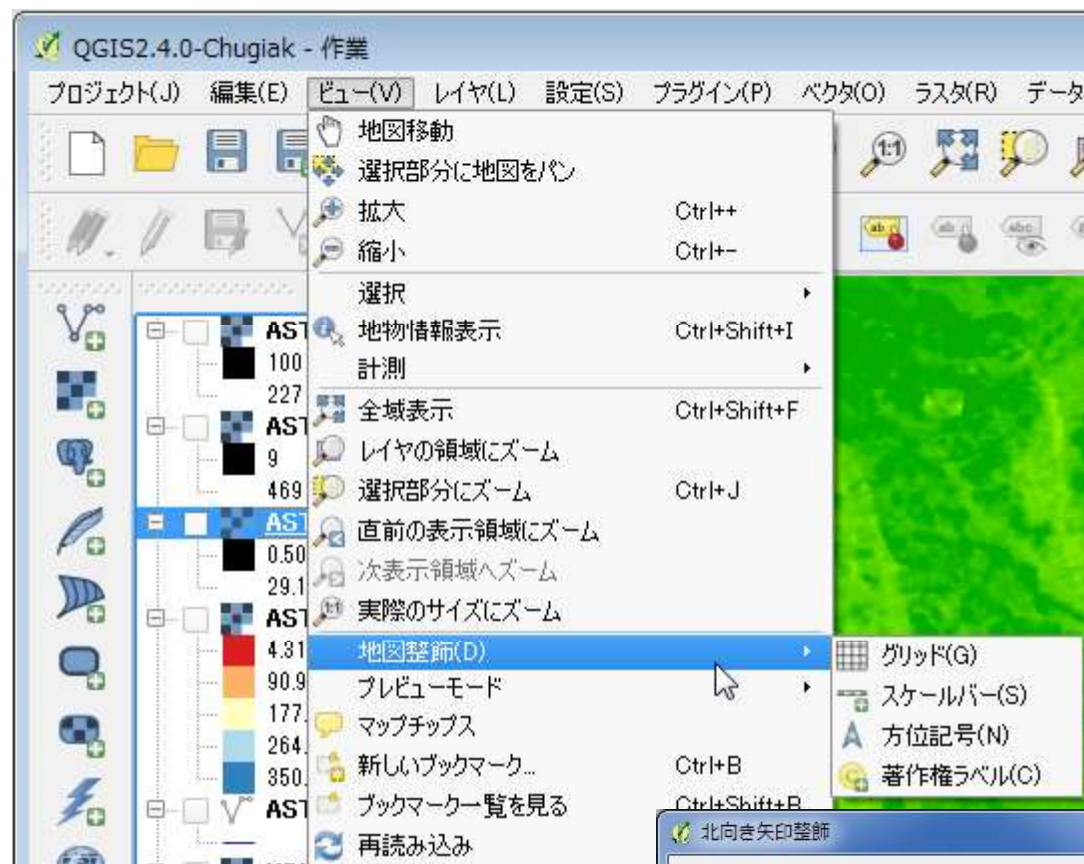 QGIS2.4.0-Chugiak - 作業
プロジェクト(J) 編集(E) ビュー(V) レイヤ(L) 設定(S) プラグイン(P) ベクタ(O) ラスタ(R) データ
地図移動
選択部分に地図をパン
拡大 Ctrl++
縮小 Ctrl+-
選択
地物情報表示 Ctrl+Shift+I
計測
全域表示 Ctrl+Shift+F
レイヤの領域にズーム
選択部分にズーム Ctrl+J
直前の表示領域にズーム
次表示領域へズーム
実際のサイズにズーム
地図整飾(D)
プレビューモード
マップチップス
新しいブックマーク... Ctrl+B
ブックマーク一覧を見る Ctrl+Shift+B
再読み込み
グリッド(G)
スケールバー(S)
方位記号(N)
著作権ラベル(C)
北向き矢印整飾
AST
100
227
AST
9
469
AST
0.50
29.1
AST
4.31
90.9
177.
264.
350.
AST
1:1